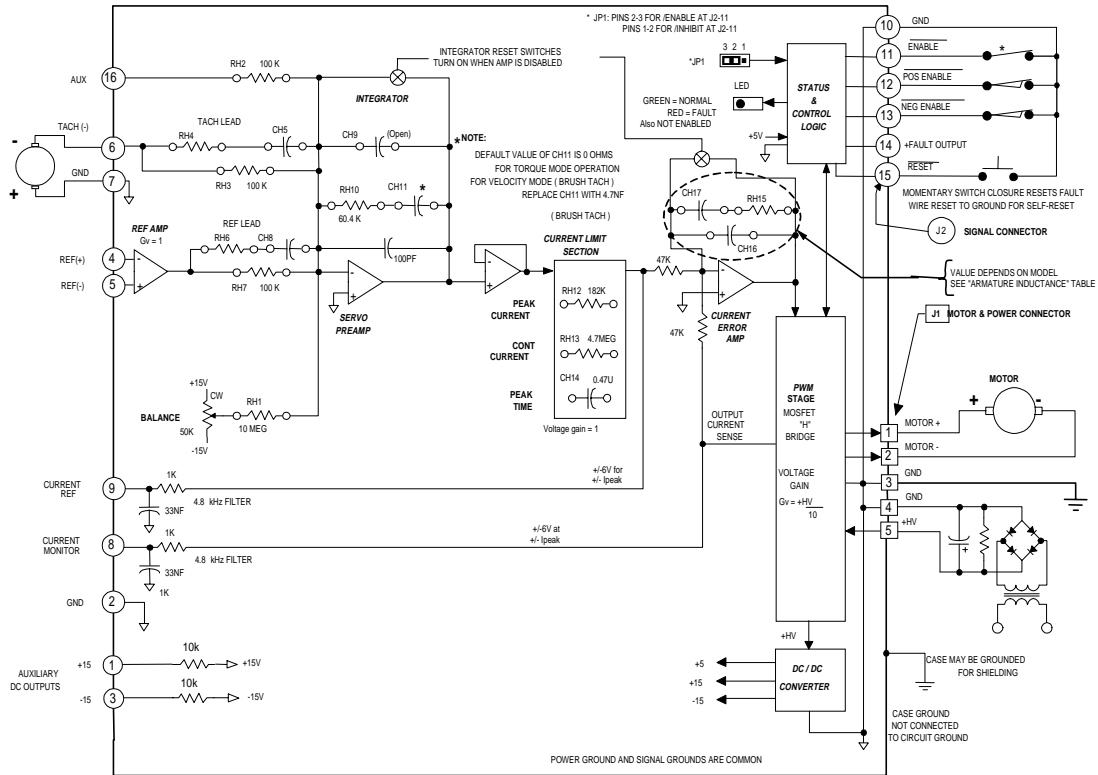 * JP1: PINS 2-3 FOR /ENABLE AT J2-11
PINS 1-2 FOR /INHIBIT AT J2-11
10
GND
11
ENABLE
*
12
POS ENABLE
13
NEG ENABLE
14
+FAULT OUTPUT
15
RESET
MOMENTARY SWITCH CLOSURE RESETS FAULT
WIRE RESET TO GROUND FOR SELF-RESET
J2
SIGNAL CONNECTOR
INTEGRATOR RESET SWITCHES
TURN ON WHEN AMP IS DISABLED
3 2 1
*JP1
LED
GREEN = NORMAL
RED = FAULT
Also NOT ENABLED
+5V
STATUS
&
CONTROL
LOGIC
AUX
16
RH2
100 K
INTEGRATOR
TACH (-)
6
TACH LEAD
RH4
CH5
CH9
(Open)
-
+
GND
7
RH3
100 K
*NOTE:
DEFAULT VALUE OF CH11 IS 0 OHMS
FOR TORQUE MODE OPERATION
FOR VELOCITY MODE ( BRUSH TACH )
REPLACE CH11 WITH 4.7NF
( BRUSH TACH )
RH10
CH11
*
60.4 K
CH17
RH15
CH16
REF AMP
Gv = 1
REF LEAD
RH6
CH8
REF(+)
4
-
REF(-)
5
+
RH7
100 K
100PF
-
+
SERVO
PREAMP
-
+
CURRENT LIMIT
SECTION
PEAK
CURRENT
RH12
182K
CONT
CURRENT
RH13
4.7MEG
PEAK
TIME
CH14
0.47U
Voltage gain = 1
47K
47K
-
+
CURRENT
ERROR
AMP
VALUE DEPENDS ON MODEL
SEE "ARMATURE INDUCTANCE" TABLE
J1
MOTOR & POWER CONNECTOR
PWM
STAGE
MOSFET
"H"
BRIDGE
VOLTAGE
GAIN
Gv = +HV
10
MOTOR
+
-
1
MOTOR +
2
MOTOR -
3
GND
4
GND
5
+HV
+
BALANCE
+15V
CW
50K
-15V
RH1
10 MEG
OUTPUT
CURRENT
SENSE
CURRENT
REF
9
1K
33NF
4.8 kHz FILTER
+/-6V for
+/- Ipeak
CURRENT
MONITOR
8
1K
33NF
4.8 kHz FILTER
1K
+/-6V at
+/- Ipeak
GND
2
AUXILIARY
DC OUTPUTS
+15
1
10k
+15V
-15
3
10k
-15V
+HV
DC / DC
CONVERTER
+5
+15
-15
CASE MAY BE GROUNDED
FOR SHIELDING
CASE GROUND
NOT CONNECTED
TO CIRCUIT GROUND
POWER GROUND AND SIGNAL GROUNDS ARE COMMON